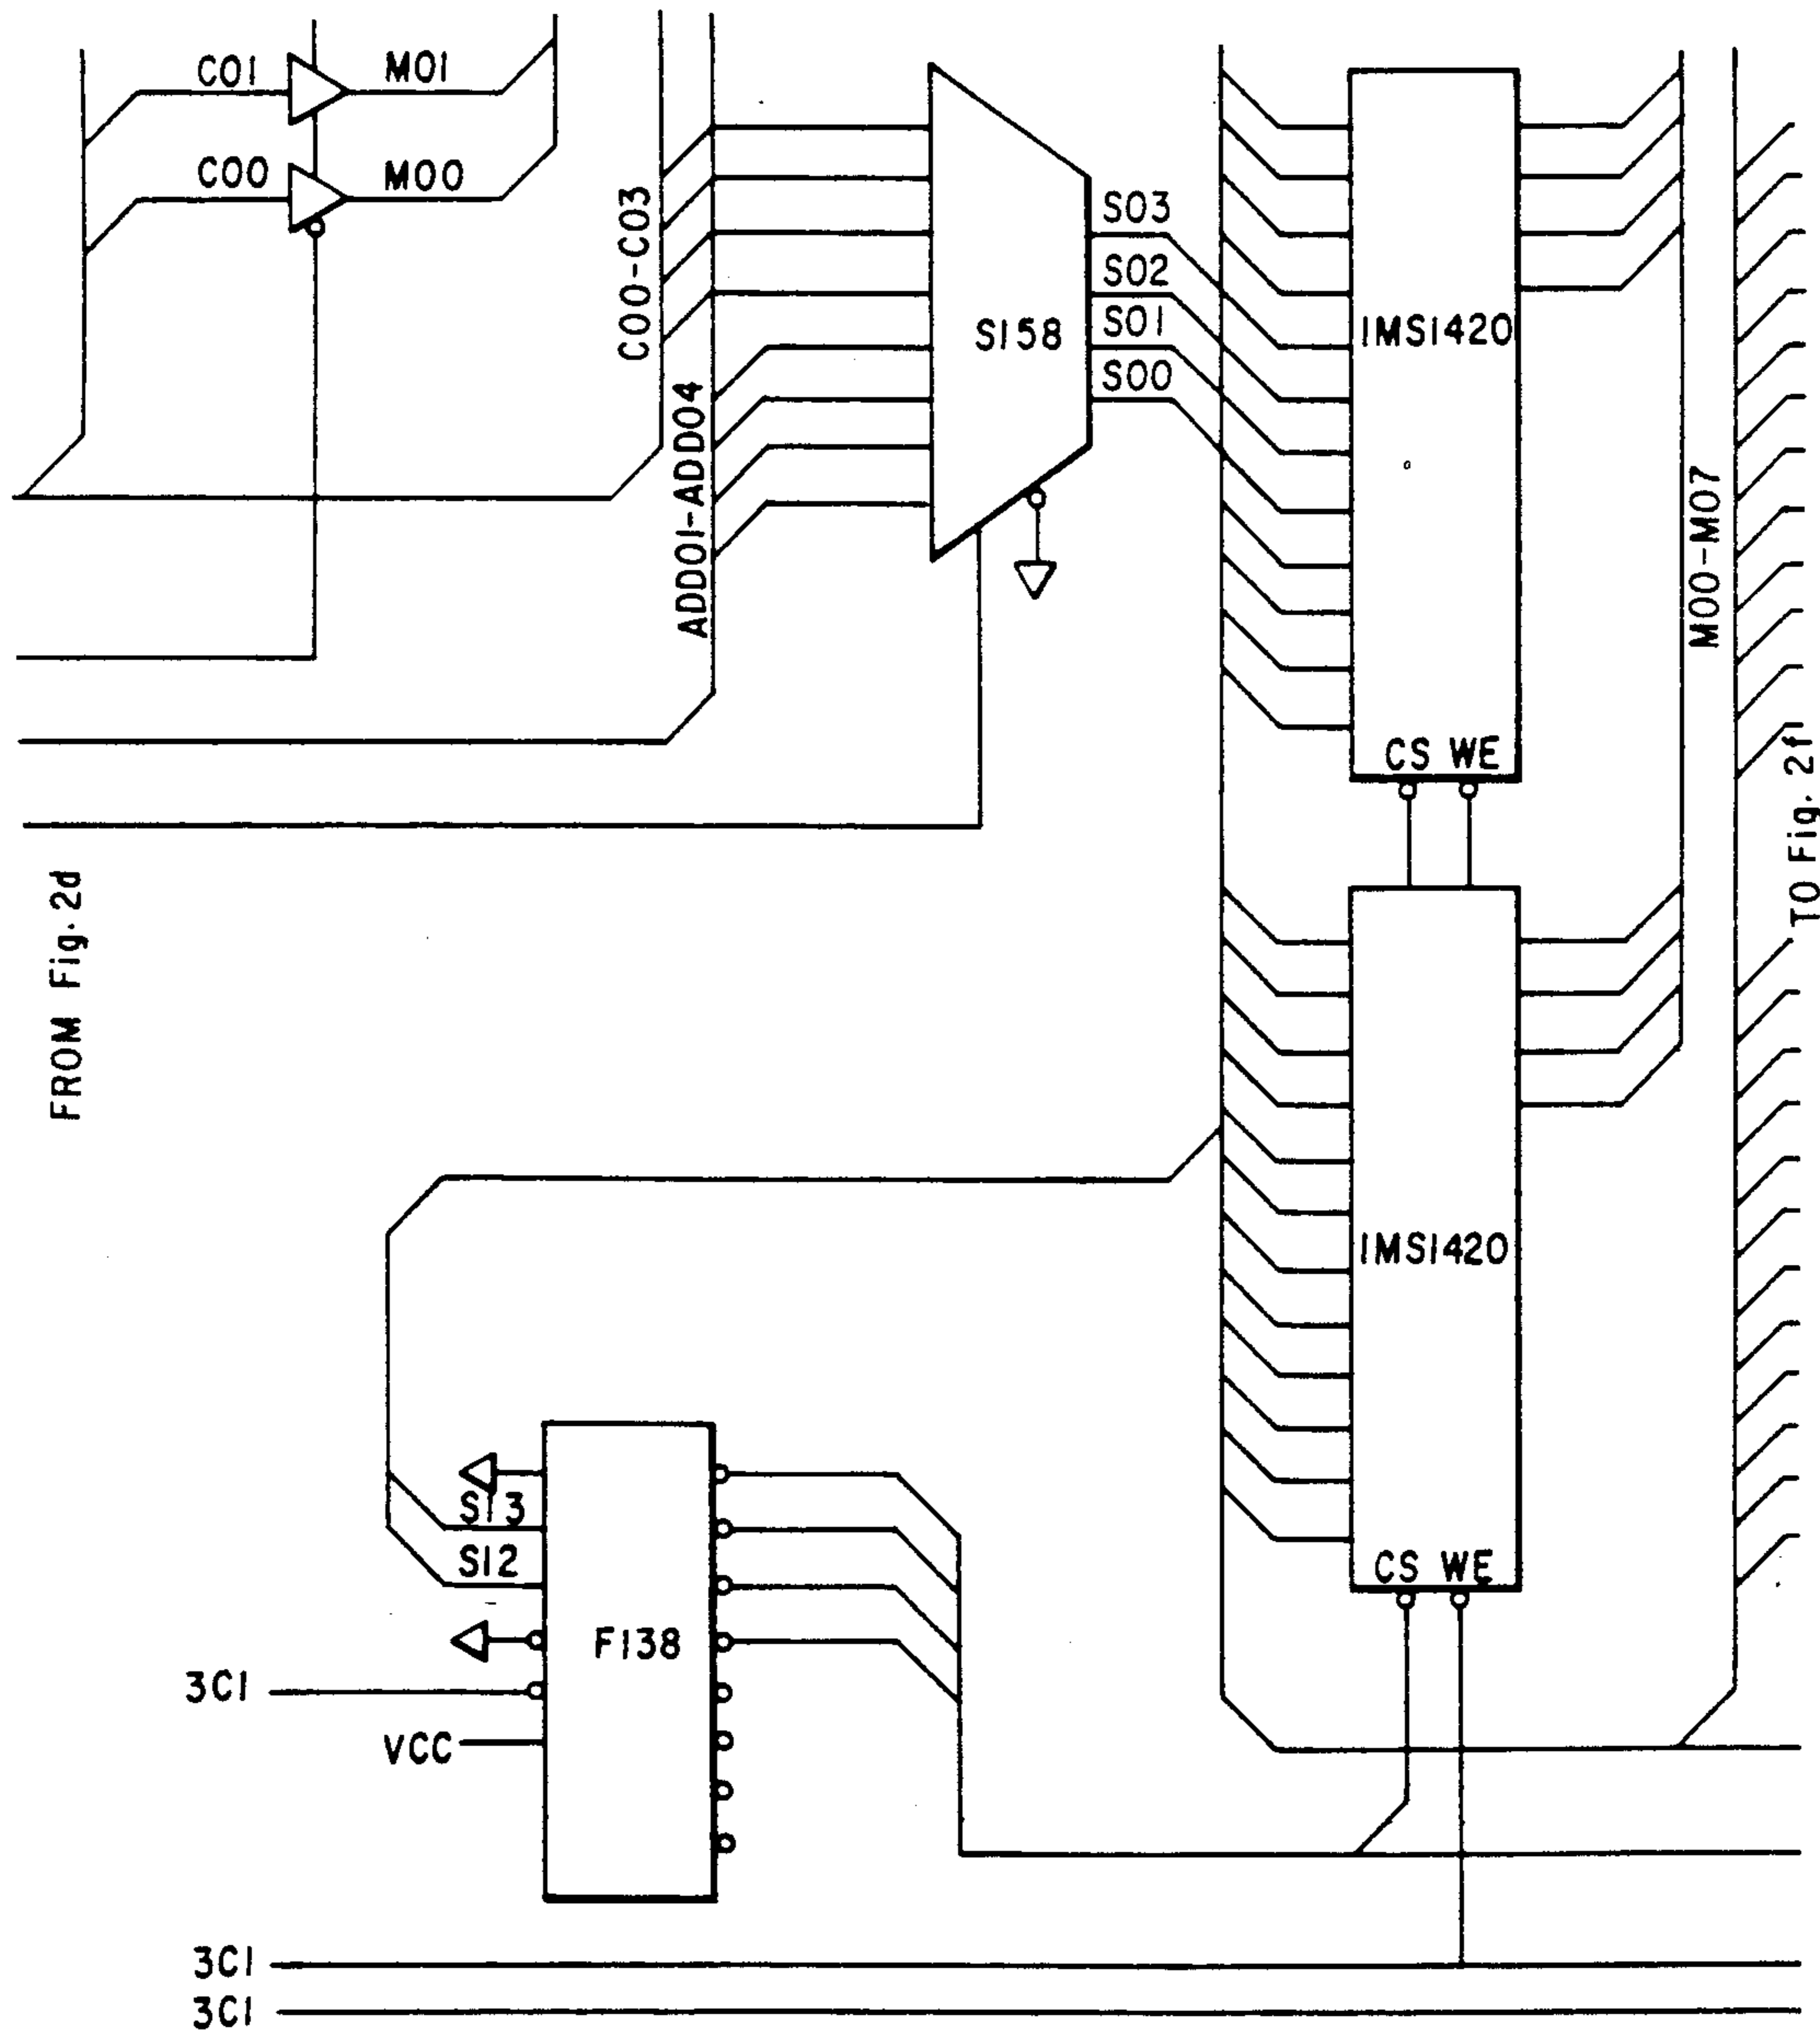 C01
M01
C00
M00
C00-C03
ADD01-ADD04
S158
S03
S02
S01
S00
IMS1420
CS WE
M00-M07
TO Fig. 2f
FROM Fig. 2d
IMS1420
CS WE
S13
S12
F138
3C1
VCC
3C1
3C1